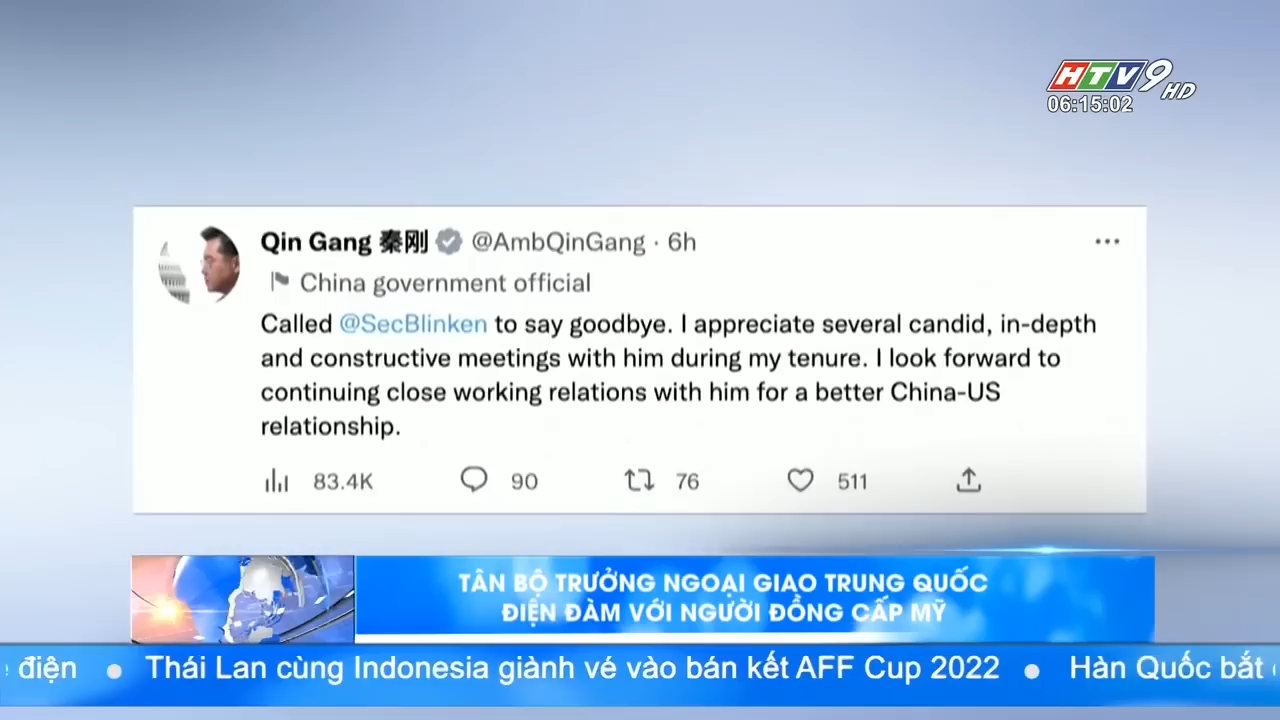 HTV9 HD
06:15:02
Qin Gang 秦刚 @AmbQinGang · 6h
China government official
Called @SecBlinken to say goodbye. I appreciate several candid, in-depth
and constructive meetings with him during my tenure. I look forward to
continuing close working relations with him for a better China-US
relationship.
83.4K 90 76 511
TÂN BỘ TRƯỞNG NGOẠI GIAO TRUNG QUỐC
ĐIỆN ĐÀM VỚI NGƯỜI ĐỒNG CẤP MỸ
điện • Thái Lan cùng Indonesia giành vé vào bán kết AFF Cup 2022 • Hàn Quốc bắt